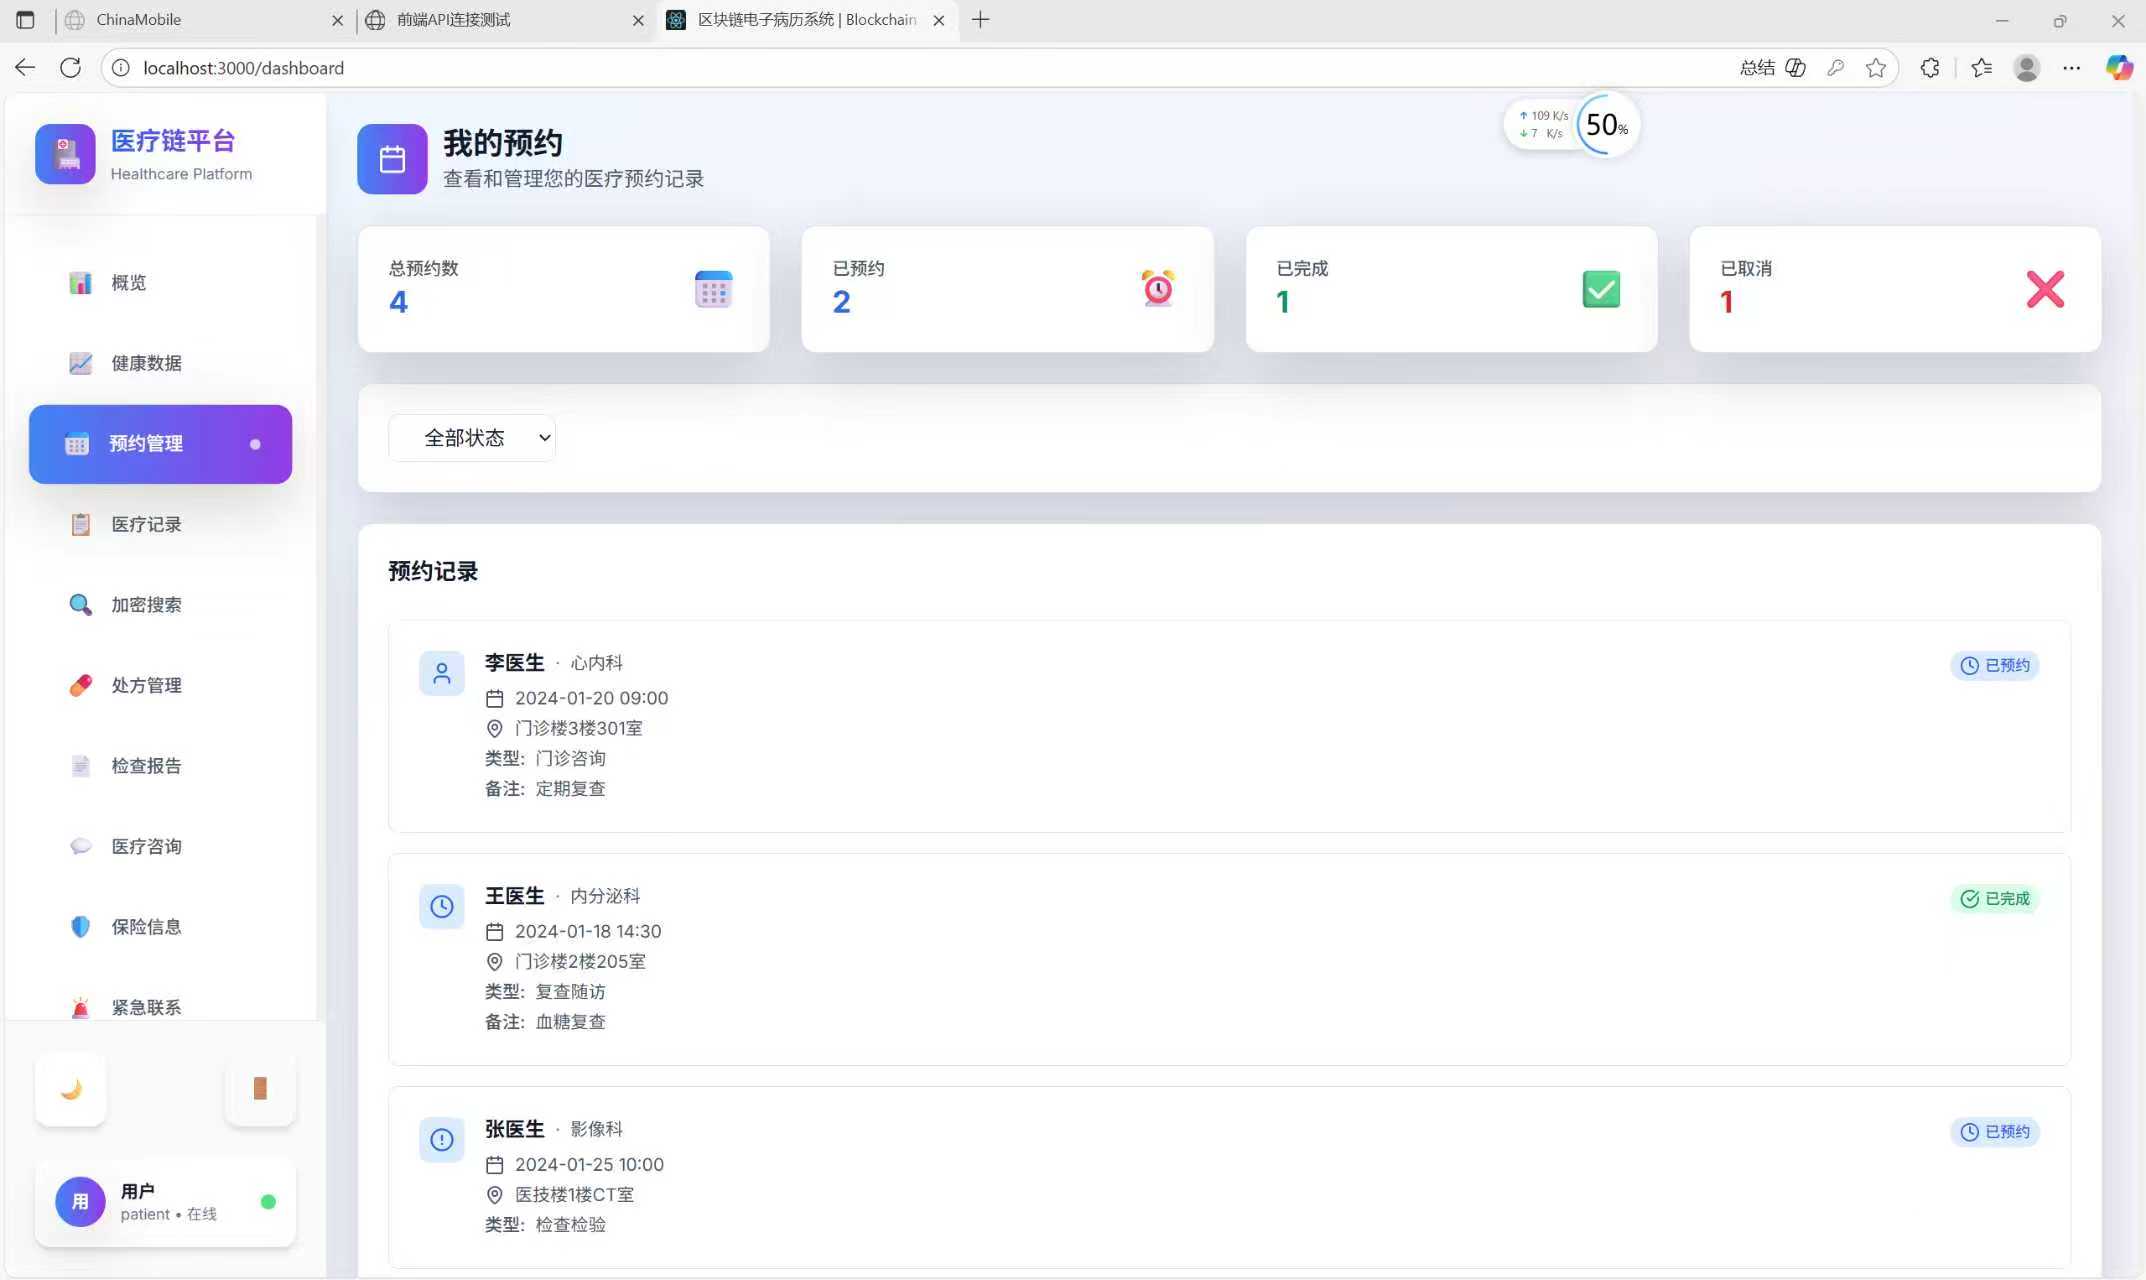 ChinaMobile
前端API连接测试
区块链电子病历系统 | Blockchain
localhost:3000/dashboard
总结
医疗链平台
Healthcare Platform
概览
健康数据
预约管理
医疗记录
加密搜索
处方管理
检查报告
医疗咨询
保险信息
紧急联系
用
用户
patient • 在线
我的预约
查看和管理您的医疗预约记录
109 K/s
7 K/s
50%
总预约数
4
已预约
2
已完成
1
已取消
1
全部状态
预约记录
李医生 · 心内科
已预约
2024-01-20 09:00
门诊楼3楼301室
类型: 门诊咨询
备注: 定期复查
王医生 · 内分泌科
已完成
2024-01-18 14:30
门诊楼2楼205室
类型: 复查随访
备注: 血糖复查
张医生 · 影像科
已预约
2024-01-25 10:00
医技楼1楼CT室
类型: 检查检验